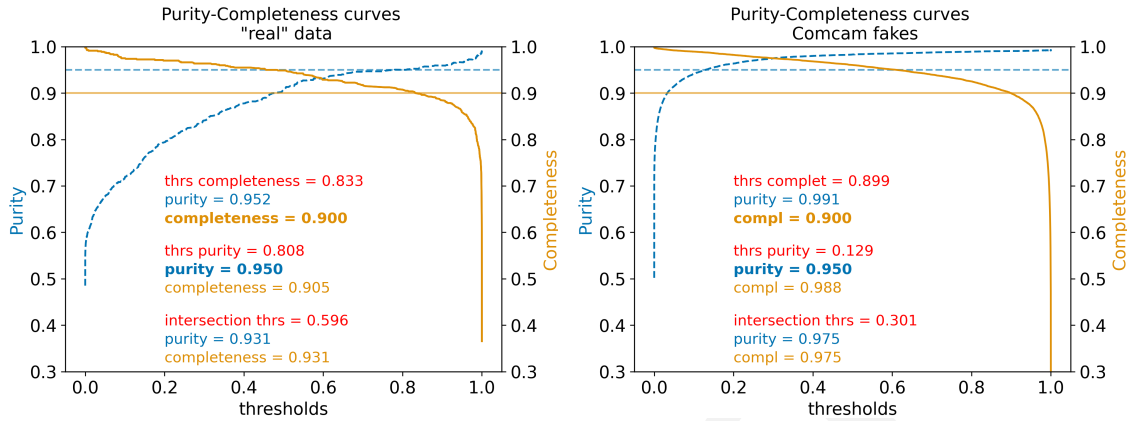 Purity-Completeness curves
"real" data
1.0
0.9
0.8
0.7
0.6
0.5
0.4
0.3
Purity
thrs completeness = 0.833
purity = 0.952
completeness = 0.900
thrs purity = 0.808
purity = 0.950
completeness = 0.905
intersection thrs = 0.596
purity = 0.931
completeness = 0.931
1.0
0.9
0.8
0.7
0.6
0.5
0.4
0.3
Completeness
0.0 0.2 0.4 0.6 0.8 1.0
thresholds
Purity-Completeness curves
Comcam fakes
1.0
0.9
0.8
0.7
0.6
0.5
0.4
0.3
Purity
thrs complet = 0.899
purity = 0.991
compl = 0.900
thrs purity = 0.129
purity = 0.950
compl = 0.988
intersection thrs = 0.301
purity = 0.975
compl = 0.975
1.0
0.9
0.8
0.7
0.6
0.5
0.4
0.3
Completeness
0.0 0.2 0.4 0.6 0.8 1.0
thresholds